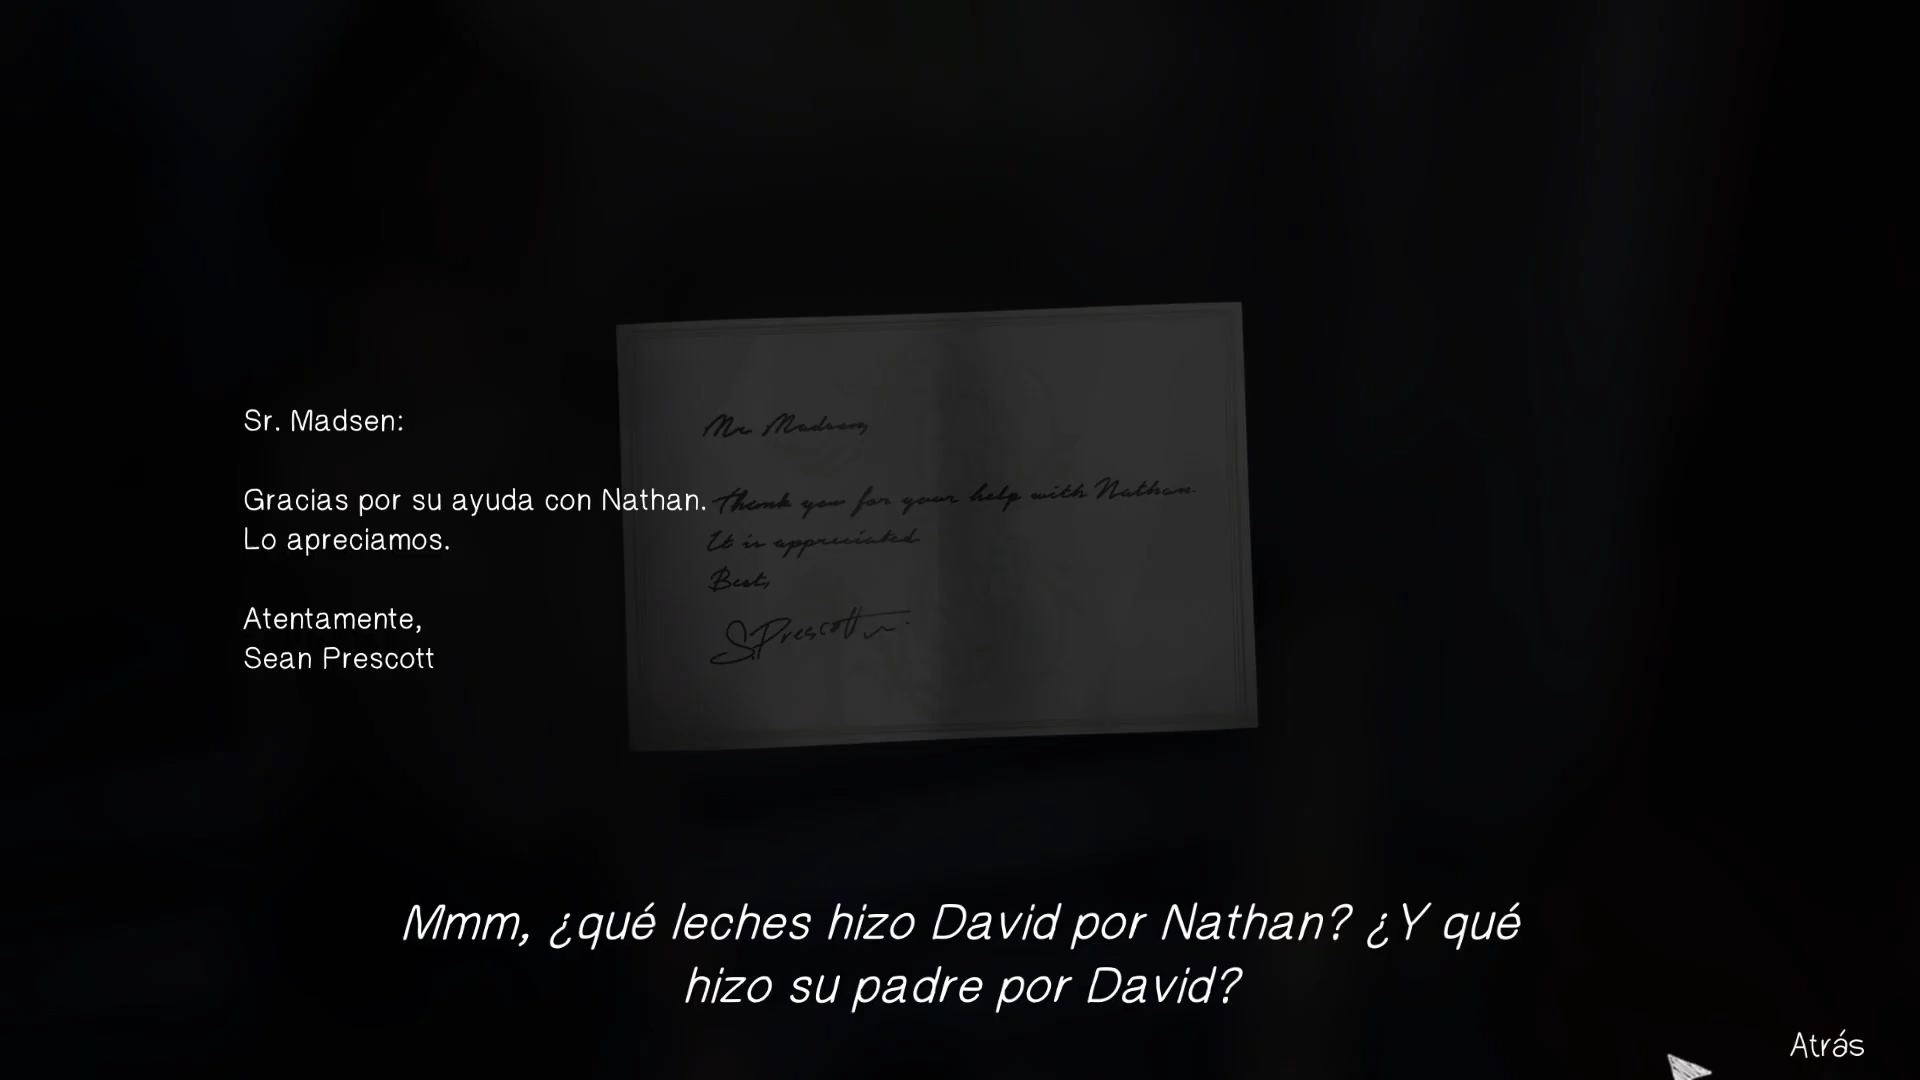 Sr. Madsen:
Gracias por su ayuda con Nathan.
Lo apreciamos.
Atentamente,
Sean Prescott
Mr. Madsen,
Thank you for your help with Nathan.
It is appreciated.
Best,
S. Prescott
Mmm, ¿qué leches hizo David por Nathan? ¿Y qué
hizo su padre por David?
Atrás